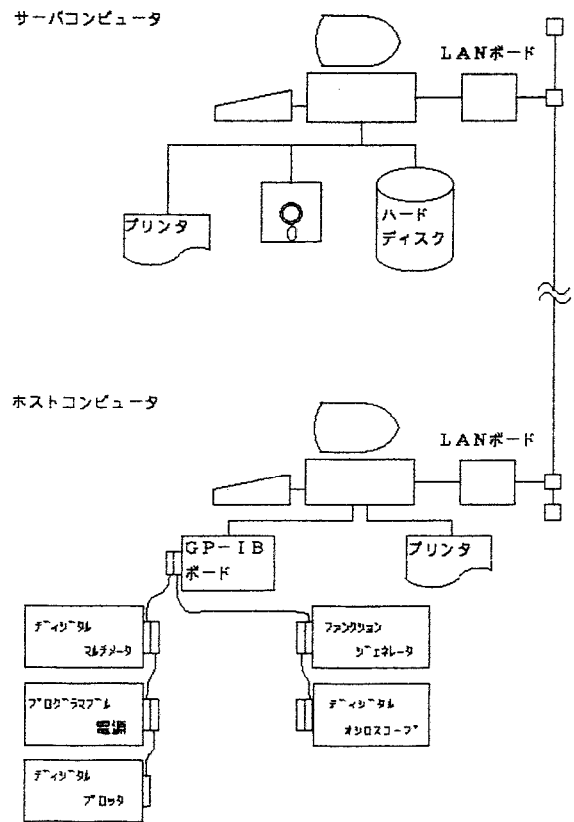 サーバコンピュータ
LANボード
プリンタ
ハード
ディスク
ホストコンピュータ
LANボード
GP-IB
ボード
プリンタ
ディジタル
マルチメータ
ファンクション
ジェネレータ
プログラマブル
電源
ディジタル
オシロスコープ
ディジタル
プロッタ